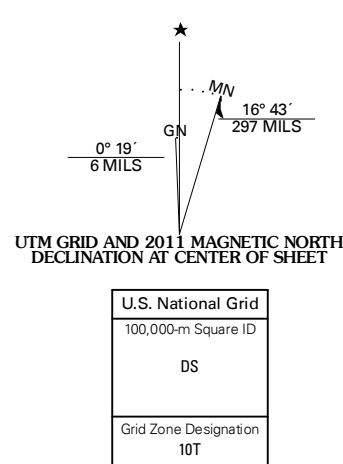 MN
16° 43´
297 MILS
GN
0° 19´
6 MILS
UTM GRID AND 2011 MAGNETIC NORTH
DECLINATION AT CENTER OF SHEET
U.S. National Grid
100,000-m Square ID
DS
Grid Zone Designation
10T